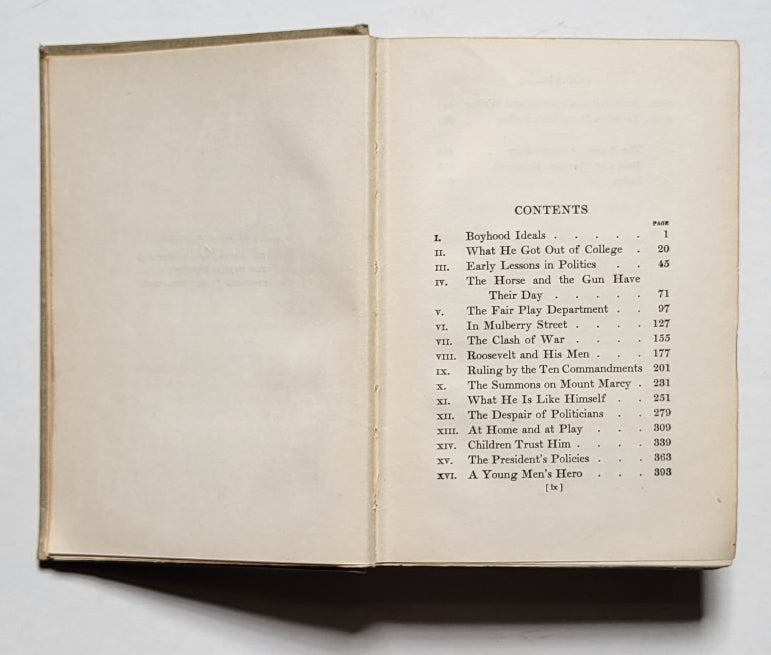 CONTENTS
PAGE
I. Boyhood Ideals . . . . . 1
II. What He Got Out of College . 20
III. Early Lessons in Politics . . 45
IV. The Horse and the Gun Have
Their Day . . . . . 71
V. The Fair Play Department . . 97
VI. In Mulberry Street . . . . 127
VII. The Clash of War . . . . 155
VIII. Roosevelt and His Men . . . 177
IX. Ruling by the Ten Commandments 201
X. The Summons on Mount Marcy . 231
XI. What He Is Like Himself . . 251
XII. The Despair of Politicians . . 279
XIII. At Home and at Play . . . 309
XIV. Children Trust Him . . . . 339
XV. The President's Policies . . . 363
XVI. A Young Men's Hero . . . 393
[ ix ]